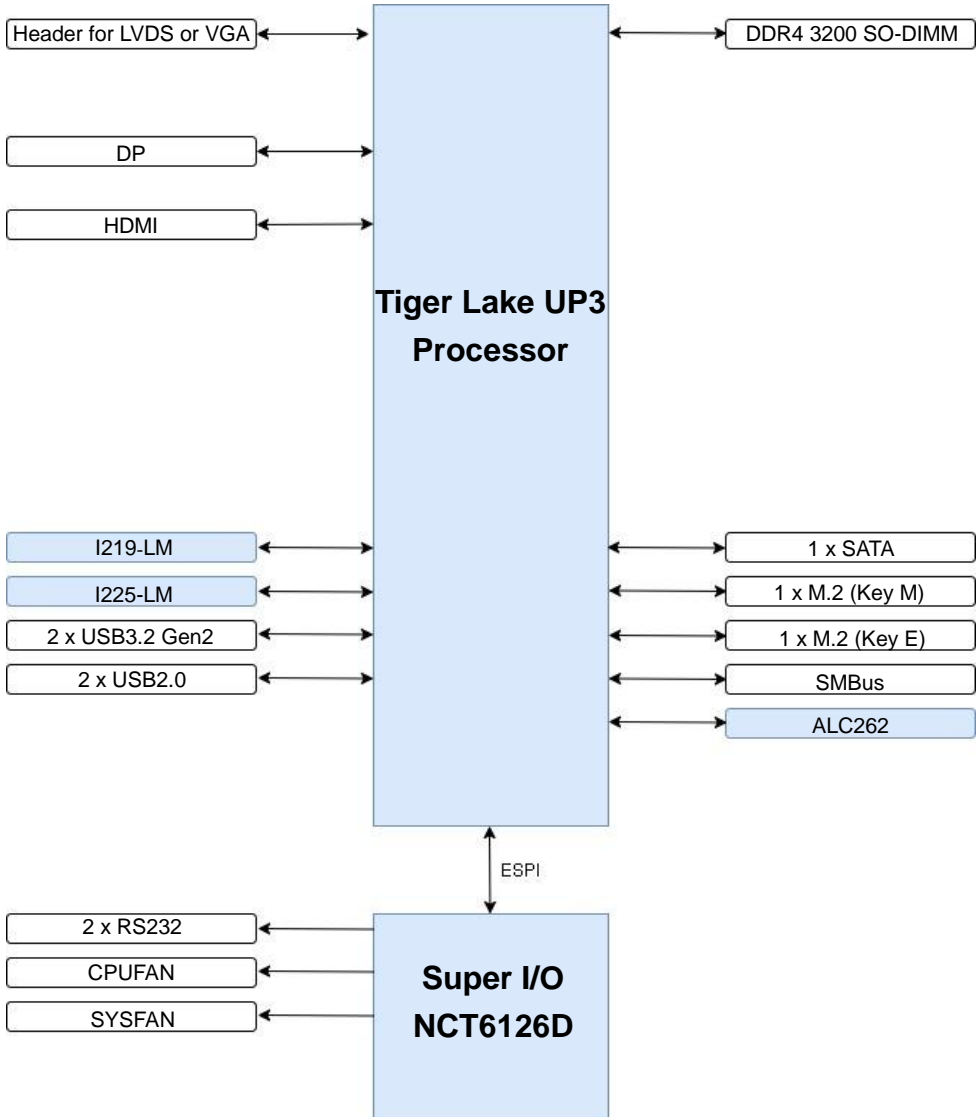 Header for LVDS or VGA
DDR4 3200 SO-DIMM
DP
HDMI
Tiger Lake UP3
Processor
I219-LM
1 x SATA
I225-LM
1 x M.2 (Key M)
2 x USB3.2 Gen2
1 x M.2 (Key E)
2 x USB2.0
SMBus
ALC262
ESPI
2 x RS232
CPUFAN
SYSFAN
Super I/O
NCT6126D